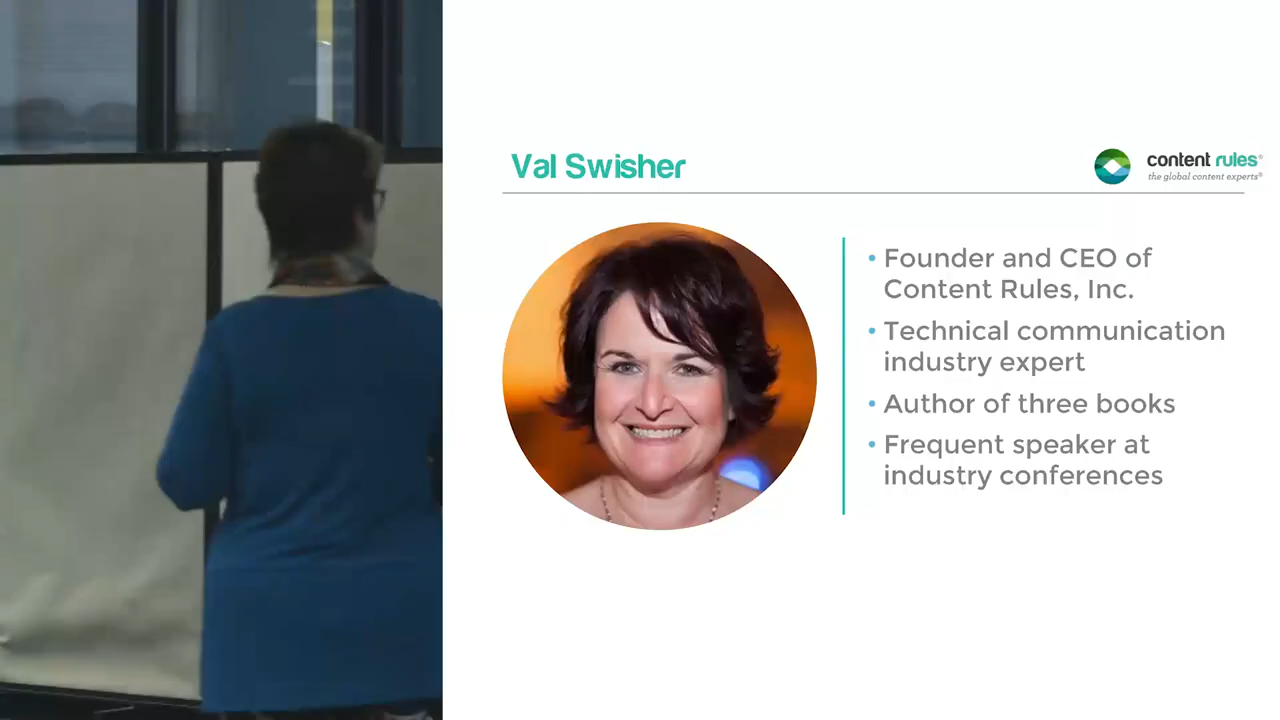 Val Swisher
content rules®
the global content experts®
• Founder and CEO of
Content Rules, Inc.
• Technical communication
industry expert
• Author of three books
• Frequent speaker at
industry conferences